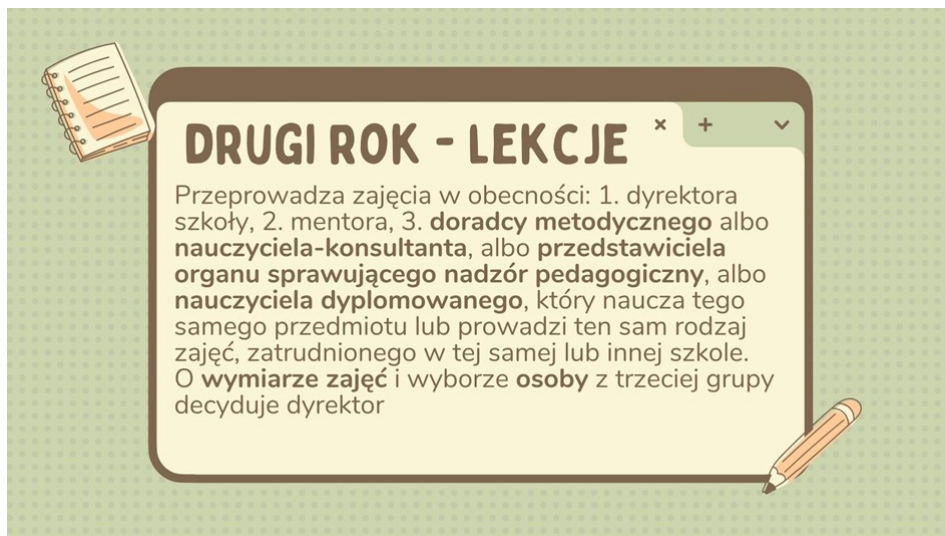 DRUGI ROK - LEKCJE
Przeprowadza zajęcia w obecności: 1. dyrektora
szkoły, 2. mentora, 3. doradcy metodycznego albo
nauczyciela-konsultanta, albo przedstawiciela
organu sprawującego nadzór pedagogiczny, albo
nauczyciela dyplomowanego, który naucza tego
samego przedmiotu lub prowadzi ten sam rodzaj
zajęć, zatrudnionego w tej samej lub innej szkole.
O wymiarze zajęć i wyborze osoby z trzeciej grupy
decyduje dyrektor